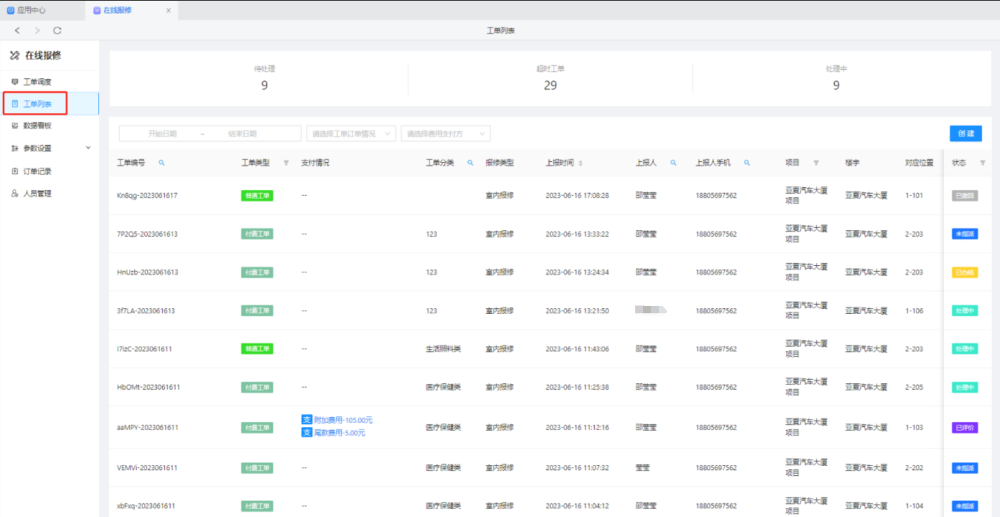 应用中心
在线报修
工单列表
在线报修
工单调度
工单列表
数据看板
参数设置
订单记录
人员管理
待处理
9
超时工单
29
处理中
9
开始日期 ~ 结束日期 请选择工单订单情况 请选择费用支付方 创 建
工单编号 工单类型 支付情况 工单分类 报修类型 上报时间 上报人 上报人手机 项目 楼宇 对应位置 状态
Kn8qg-2023061617 普通工单 -- 室内报修 2023-06-16 17:08:28 邵莹莹 18805697562 亚夏汽车大厦项目 亚夏汽车大厦 1-101 已撤回
7P2Q5-2023061613 付费工单 -- 123 室内报修 2023-06-16 13:33:22 邵莹莹 18805697562 亚夏汽车大厦项目 亚夏汽车大厦 2-203 未指派
HnUzb-2023061613 付费工单 -- 123 室内报修 2023-06-16 13:24:34 邵莹莹 18805697562 亚夏汽车大厦项目 亚夏汽车大厦 2-203 已办结
3f7LA-2023061613 付费工单 -- 123 室内报修 2023-06-16 13:21:50 18805697562 亚夏汽车大厦项目 亚夏汽车大厦 1-106 处理中
I7izC-2023061611 普通工单 -- 生活照料类 室内报修 2023-06-16 11:43:06 邵莹莹 18805697562 亚夏汽车大厦项目 亚夏汽车大厦 2-203 处理中
HbOMt-2023061611 付费工单 -- 医疗保健类 室内报修 2023-06-16 11:25:38 邵莹莹 18805697562 亚夏汽车大厦项目 亚夏汽车大厦 2-205 处理中
aaMPY-2023061611 付费工单 支 附加费用-105.00元 支 尾款费用-5.00元 医疗保健类 室内报修 2023-06-16 11:12:16 邵莹莹 18805697562 亚夏汽车大厦项目 亚夏汽车大厦 1-103 已评价
VEMVi-2023061611 付费工单 -- 医疗保健类 室内报修 2023-06-16 11:07:32 莹莹 18805697562 亚夏汽车大厦项目 亚夏汽车大厦 2-202 未指派
xbFxq-2023061611 付费工单 -- 医疗保健类 室内报修 2023-06-16 11:04:12 邵莹莹 18805697562 亚夏汽车大厦项目 亚夏汽车大厦 1-104 未指派